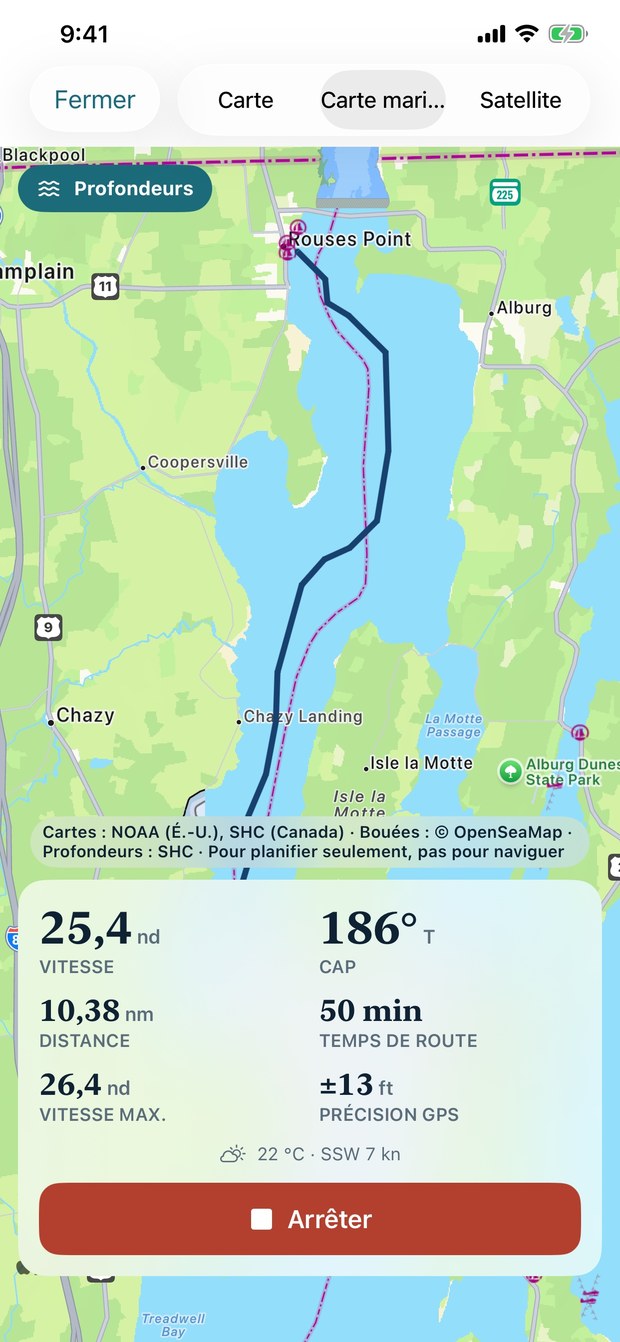 9:41
Fermer
Carte
Carte mari...
Satellite
Blackpool
Profondeurs
225
Rouses Point
amplain
11
Alburg
Coopersville
9
Chazy
Chazy Landing
La Motte
Passage
Isle la Motte
Alburg Dunes
State Park
Isle la
Motte
Cartes : NOAA (É.-U.), SHC (Canada) · Bouées : © OpenSeaMap ·
Profondeurs : SHC · Pour planifier seulement, pas pour naviguer
25,4 nd
VITESSE
186° T
CAP
10,38 nm
DISTANCE
50 min
TEMPS DE ROUTE
26,4 nd
VITESSE MAX.
±13 ft
PRÉCISION GPS
22 °C · SSW 7 kn
Arrêter
Treadwell
Bay